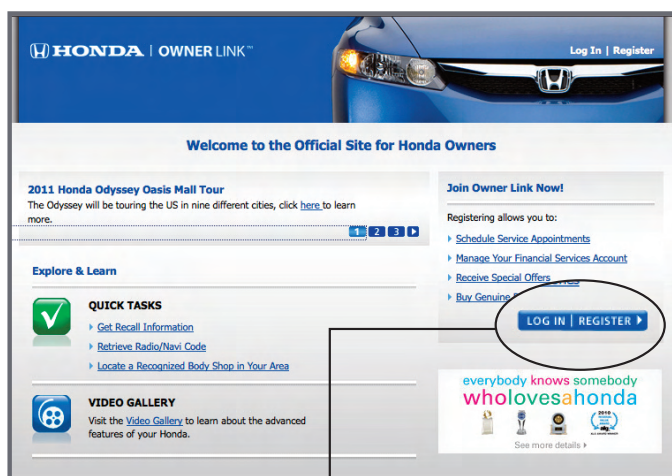 HONDA | OWNER LINK™
Log In | Register
Welcome to the Official Site for Honda Owners
2011 Honda Odyssey Oasis Mall Tour
The Odyssey will be touring the US in nine different cities, click here to learn
more.
1 2 3
Explore & Learn
QUICK TASKS
Get Recall Information
Retrieve Radio/Navi Code
Locate a Recognized Body Shop in Your Area
VIDEO GALLERY
Visit the Video Gallery to learn about the advanced
features of your Honda.
Join Owner Link Now!
Registering allows you to:
Schedule Service Appointments
Manage Your Financial Services Account
Receive Special Offers
Buy Genuine
LOG IN | REGISTER
everybody knows somebody
wholovesahonda
2010
See more details